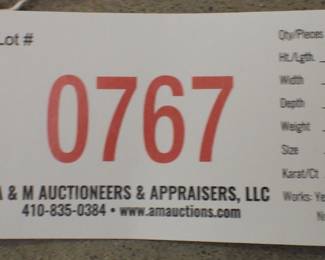 Lot #
0767
A & M AUCTIONEERS & APPRAISERS, LLC
410-835-0384 • www.amauctions.com
Qty/Pieces
Ht./Lgth.
Width
Depth
Weight
Size
Karat/Ct
Works: Ye